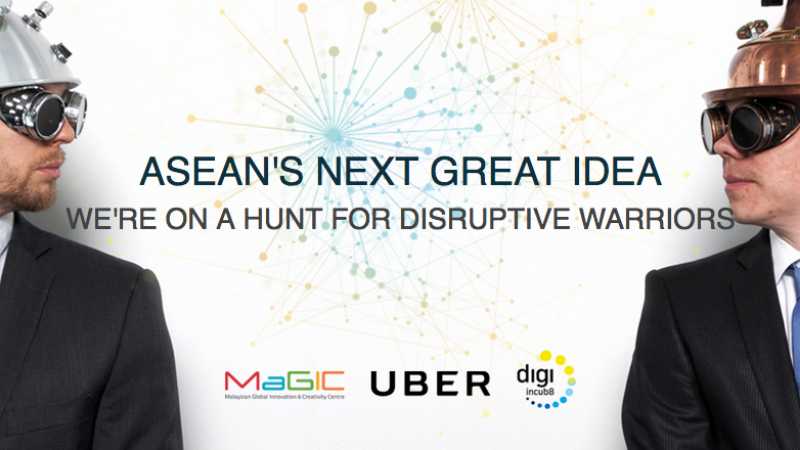 ASEAN'S NEXT GREAT IDEA
WE'RE ON A HUNT FOR DISRUPTIVE WARRIORS
MaGIC
Malaysian Global Innovation & Creativity Centre
UBER
digi
incub8